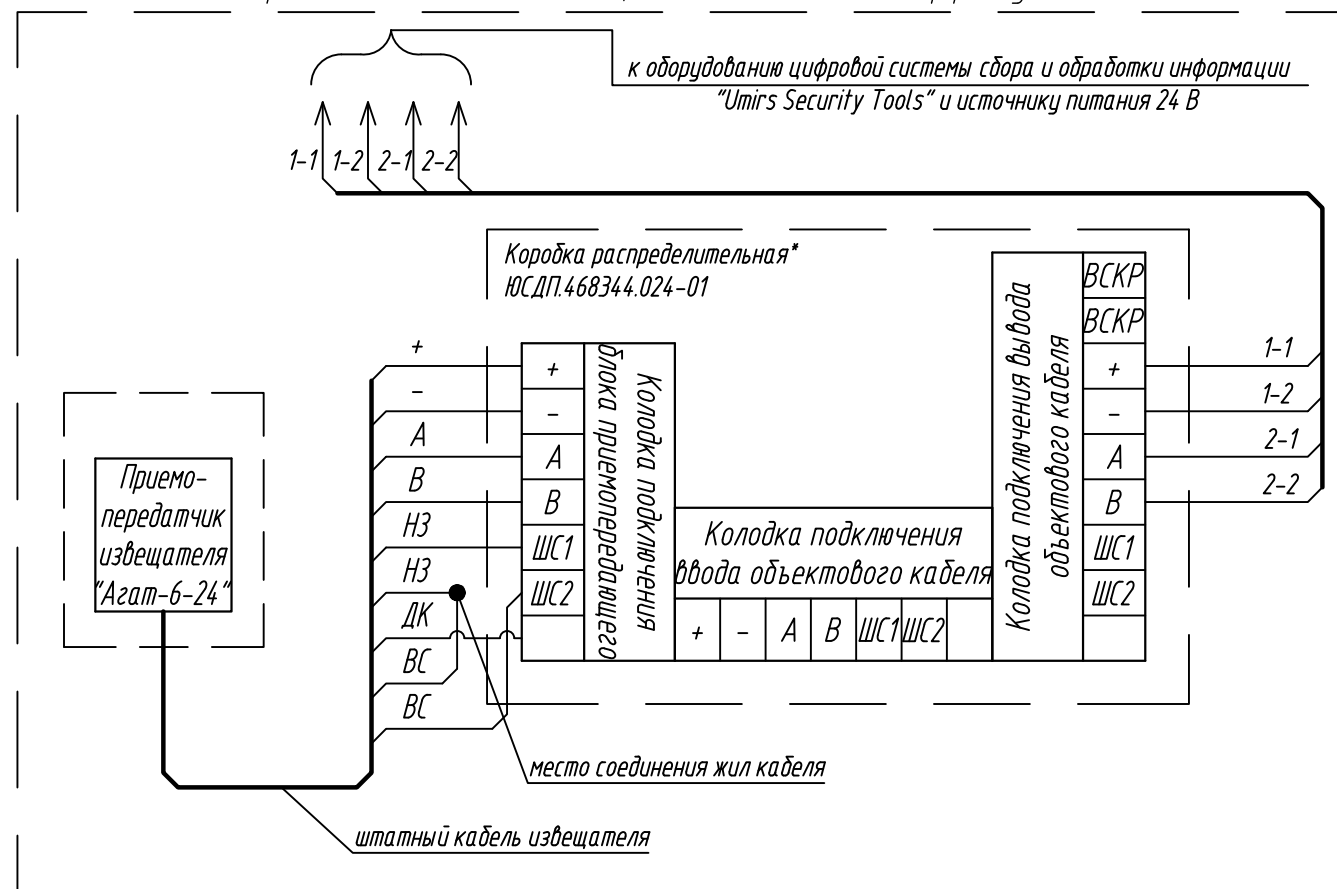 к оборудованию цифровой системы сбора и обработки информации
"Umirs Security Tools" и источнику питания 24 В
1-1 1-2 2-1 2-2
Коробка распределительная*
ЮСДП.468344.024-01
Колодка подключения вывода
объектового кабеля
ВСКР
ВСКР
+
-
А
В
ШС1
ШС2
1-1
1-2
2-1
2-2
+
-
А
В
НЗ
НЗ
ДК
ВС
ВС
+
-
А
В
ШС1
ШС2
Колодка подключения
блока приемопередающего
Приемо-
передатчик
извещателя
"Агат-6-24"
Колодка подключения
ввода объектового кабеля
+ - А В ШС1 ШС2
место соединения жил кабеля
штатный кабель извещателя